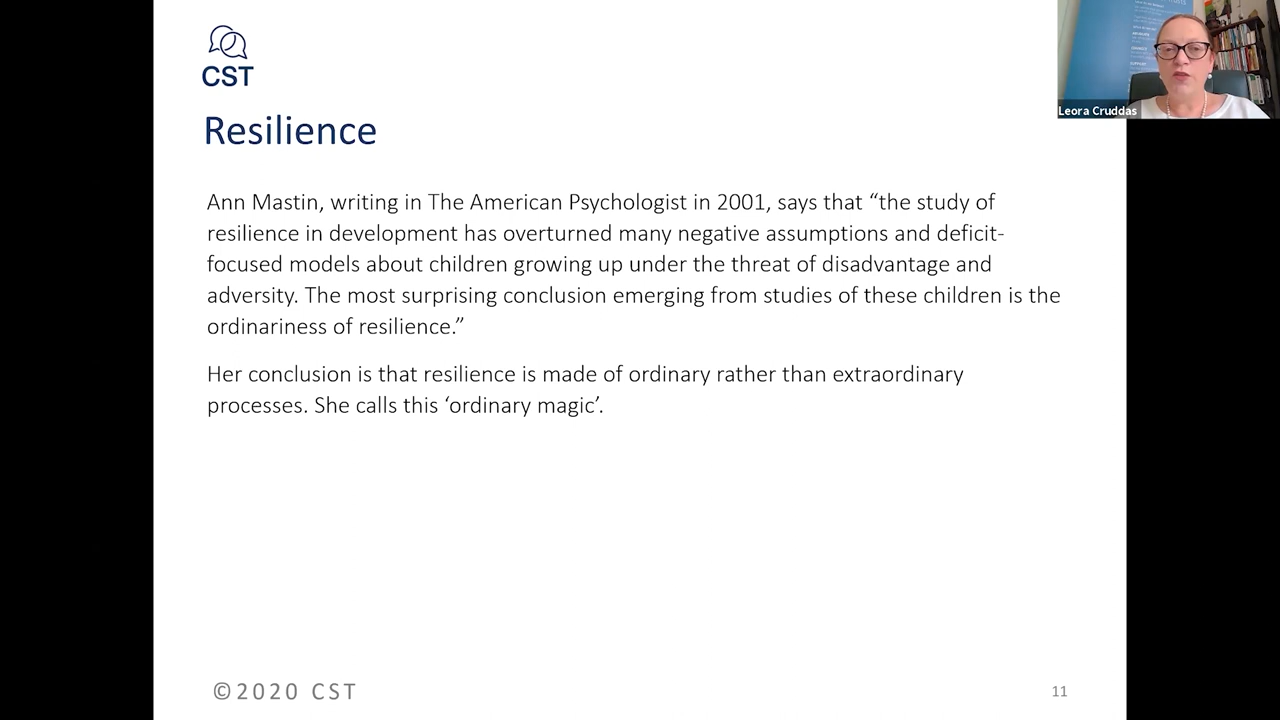 CST
Resilience
Ann Mastin, writing in The American Psychologist in 2001, says that “the study of
resilience in development has overturned many negative assumptions and deficit-
focused models about children growing up under the threat of disadvantage and
adversity. The most surprising conclusion emerging from studies of these children is the
ordinariness of resilience.”
Her conclusion is that resilience is made of ordinary rather than extraordinary
processes. She calls this ‘ordinary magic’.
©2020 CST
11
Leora Cruddas